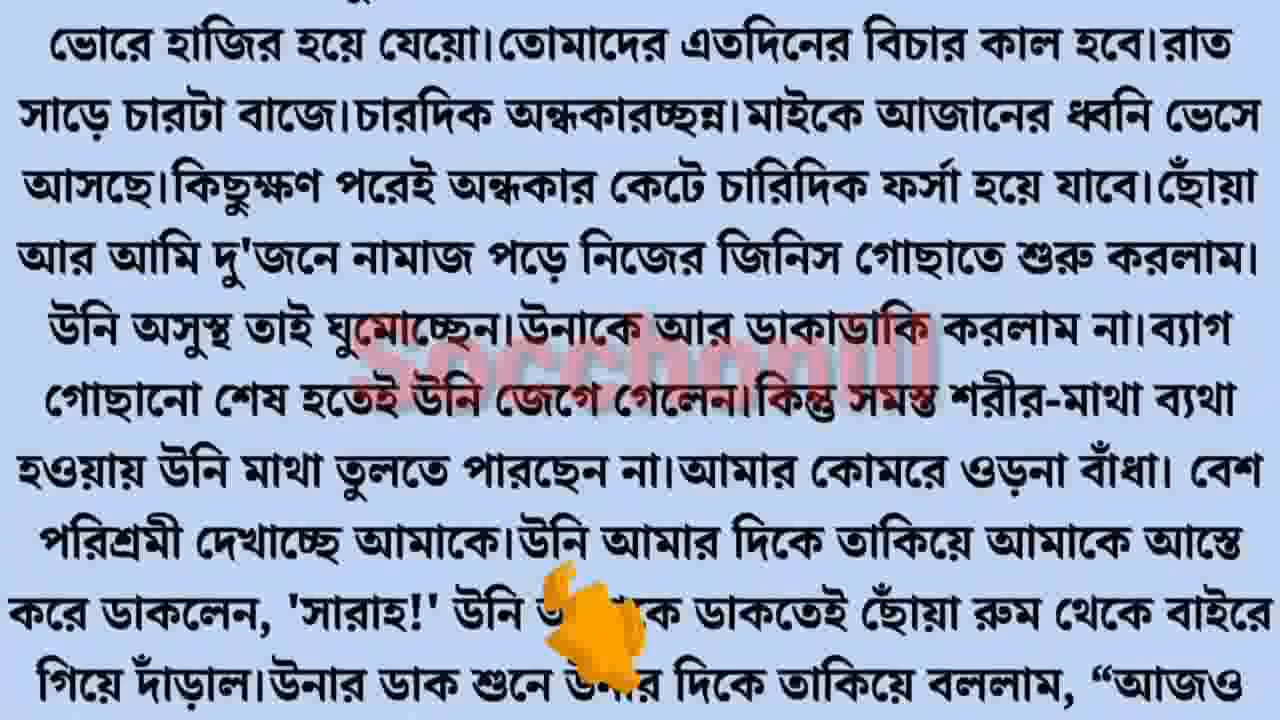 ভোরে হাজির হয়ে যেয়ো।তোমাদের এতদিনের বিচার কাল হবে।রাত
সাড়ে চারটা বাজে।চারদিক অন্ধকারচ্ছন্ন।মাইকে আজানের ধ্বনি ভেসে
আসছে।কিছুক্ষণ পরেই অন্ধকার কেটে চারিদিক ফর্সা হয়ে যাবে।ছোঁয়া
আর আমি দু'জনে নামাজ পড়ে নিজের জিনিস গোছাতে শুরু করলাম।
উনি অসুস্থ তাই ঘুমোচ্ছেন।উনাকে আর ডাকাডাকি করলাম না।ব্যাগ
গোছানো শেষ হতেই উনি জেগে গেলেন।কিন্তু সমস্ত শরীর-মাথা ব্যথা
হওয়ায় উনি মাথা তুলতে পারছেন না।আমার কোমরে ওড়না বাঁধা। বেশ
পরিশ্রমী দেখাচ্ছে আমাকে।উনি আমার দিকে তাকিয়ে আমাকে আস্তে
করে ডাকলেন, 'সারাহ!' উনি ডাকতেই ছোঁয়া রুম থেকে বাইরে
গিয়ে দাঁড়াল।উনার ডাক শুনে উনার দিকে তাকিয়ে বললাম, “আজও
Socchopill